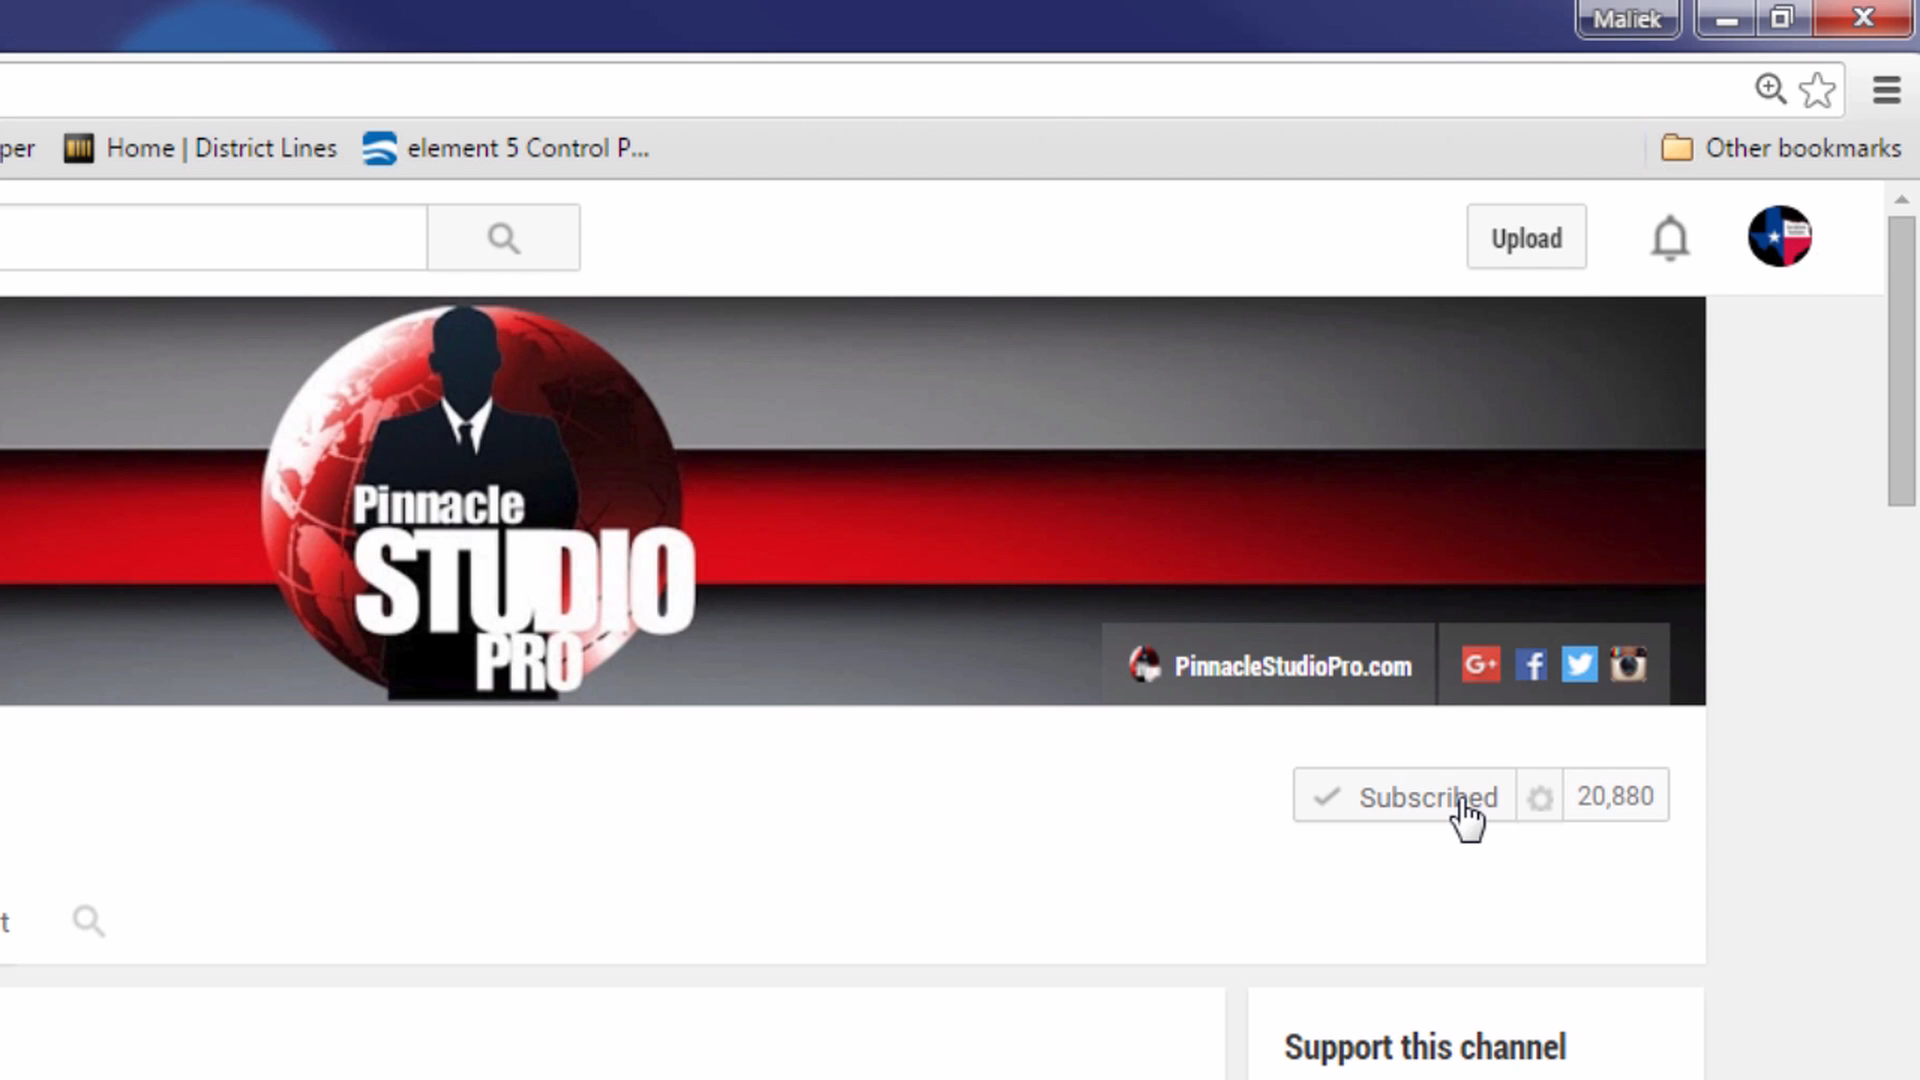 Maliek
per
Home | District Lines
element 5 Control P...
Other bookmarks
Upload
Pinnacle
STUDIO
PRO
PinnacleStudioPro.com
G+
f
Subscribed
20,880
t
Support this channel